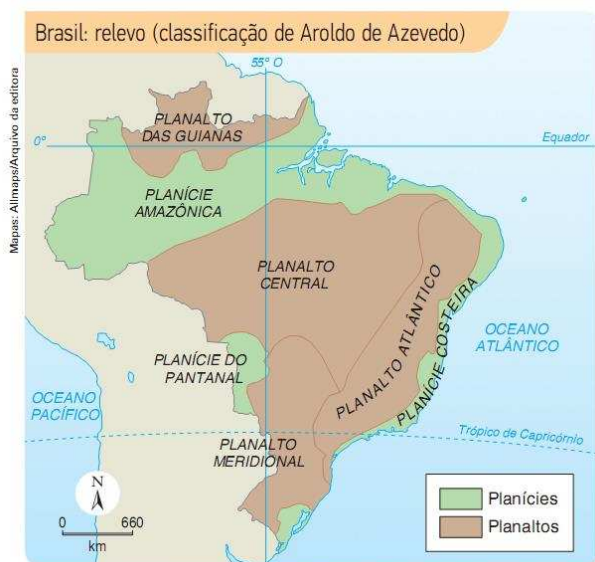 Brasil: relevo (classificação de Aroldo de Azevedo)
55° O
PLANALTO
DAS GUIANAS
0°
Equador
PLANÍCIE
AMAZÔNICA
Mapas: Allmaps/Arquivo da editora
PLANALTO
CENTRAL
PLANALTO ATLÂNTICO
PLANÍCIE COSTEIRA
OCEANO
ATLÂNTICO
PLANÍCIE DO
PANTANAL
OCEANO
PACÍFICO
Trópico de Capricórnio
PLANALTO
MERIDIONAL
N
0 660
km
Planícies
Planaltos